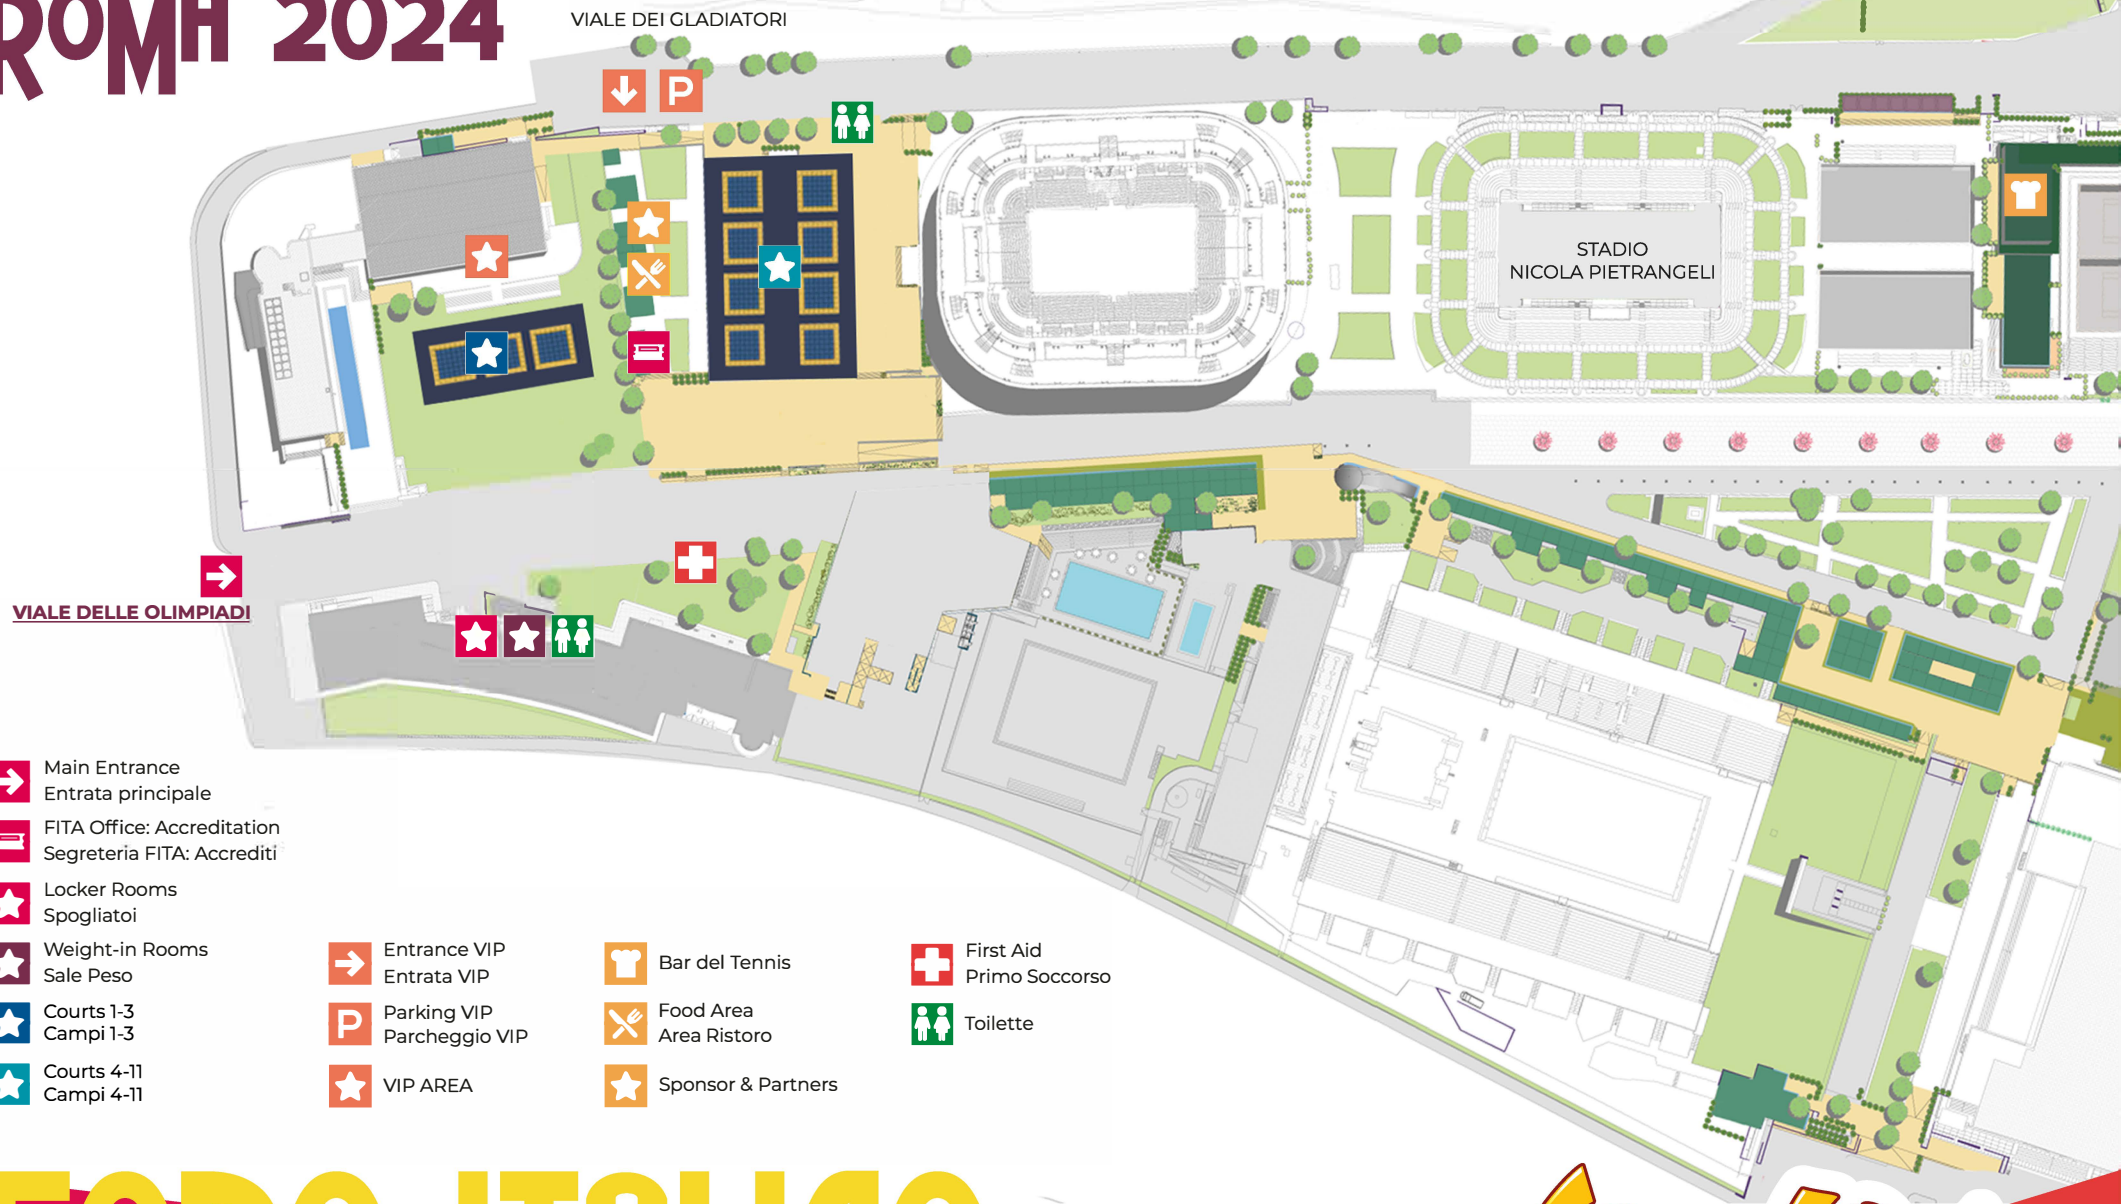 ROMA 2024
VIALE DEI GLADIATORI
P
STADIO
NICOLA PIETRANGELI
VIALE DELLE OLIMPIADI
Main Entrance
Entrata principale
FITA Office: Accreditation
Segreteria FITA: Accrediti
Locker Rooms
Spogliatoi
Weight-in Rooms
Sale Peso
Courts 1-3
Campi 1-3
Courts 4-11
Campi 4-11
Entrance VIP
Entrata VIP
P
Parking VIP
Parcheggio VIP
VIP AREA
Bar del Tennis
Food Area
Area Ristoro
Sponsor & Partners
First Aid
Primo Soccorso
Toilette
FORO ITALICO